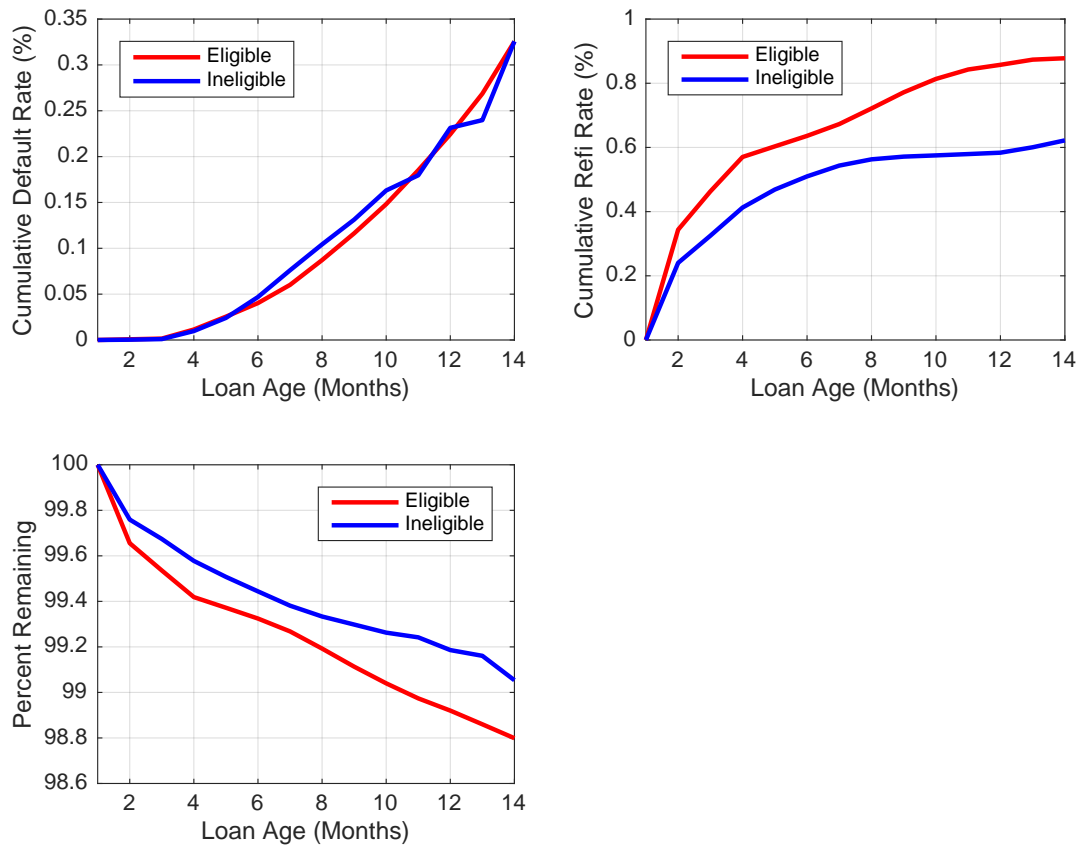 0.35
0.3
0.25
0.2
0.15
0.1
0.05
0
Cumulative Default Rate (%)
Eligible
Ineligible
2 4 6 8 10 12 14
Loan Age (Months)
1
0.8
0.6
0.4
0.2
0
Cumulative Refi Rate (%)
Eligible
Ineligible
2 4 6 8 10 12 14
Loan Age (Months)
100
99.8
99.6
99.4
99.2
99
98.8
98.6
Percent Remaining
Eligible
Ineligible
2 4 6 8 10 12 14
Loan Age (Months)